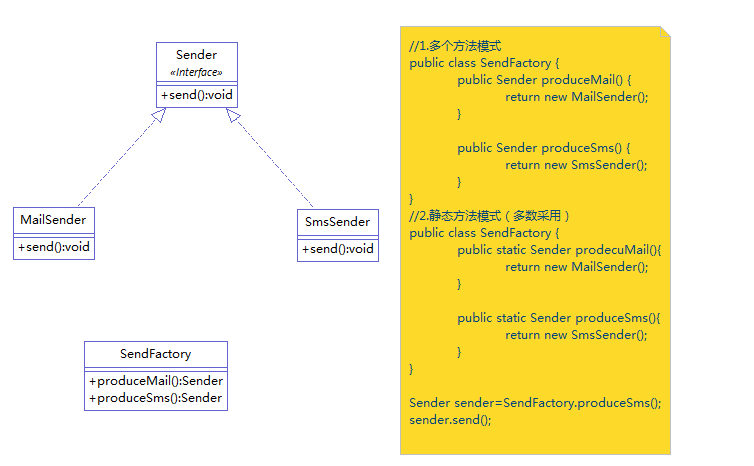 Sender
«Interface»
+send():void
MailSender
+send():void
SmsSender
+send():void
SendFactory
+produceMail():Sender
+produceSms():Sender
//1.多个方法模式
public class SendFactory {
public Sender produceMail() {
return new MailSender();
}
public Sender produceSms() {
return new SmsSender();
}
}
//2.静态方法模式（多数采用）
public class SendFactory {
public static Sender prodecuMail(){
return new MailSender();
}
public static Sender produceSms(){
return new SmsSender();
}
}
Sender sender=SendFactory.produceSms();
sender.send();